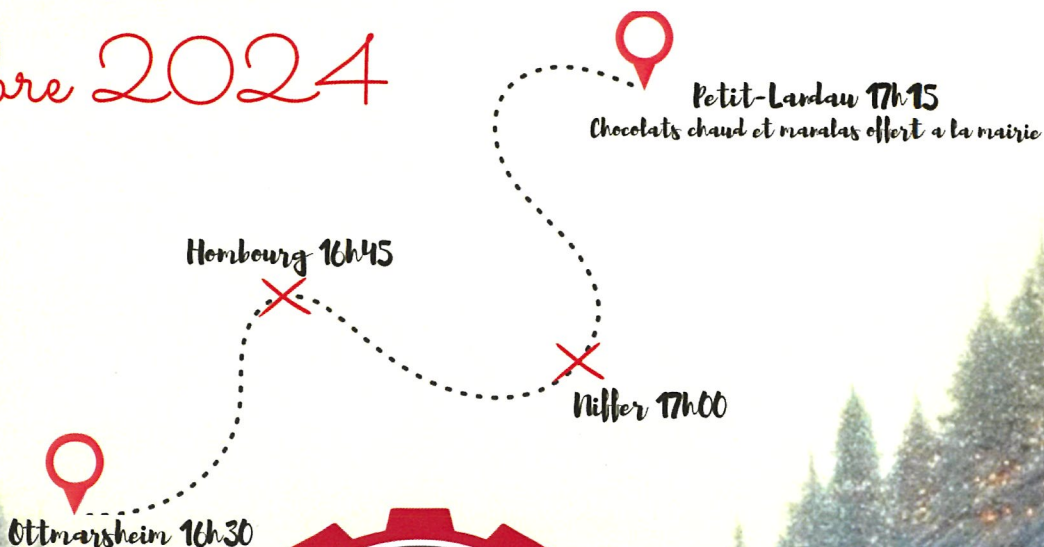 bre 2024
Petit-Landau 17h15
Chocolats chaud et manalas offert a la mairie
Hombourg 16h45
Niffer 17h00
Ottmarsheim 16h30